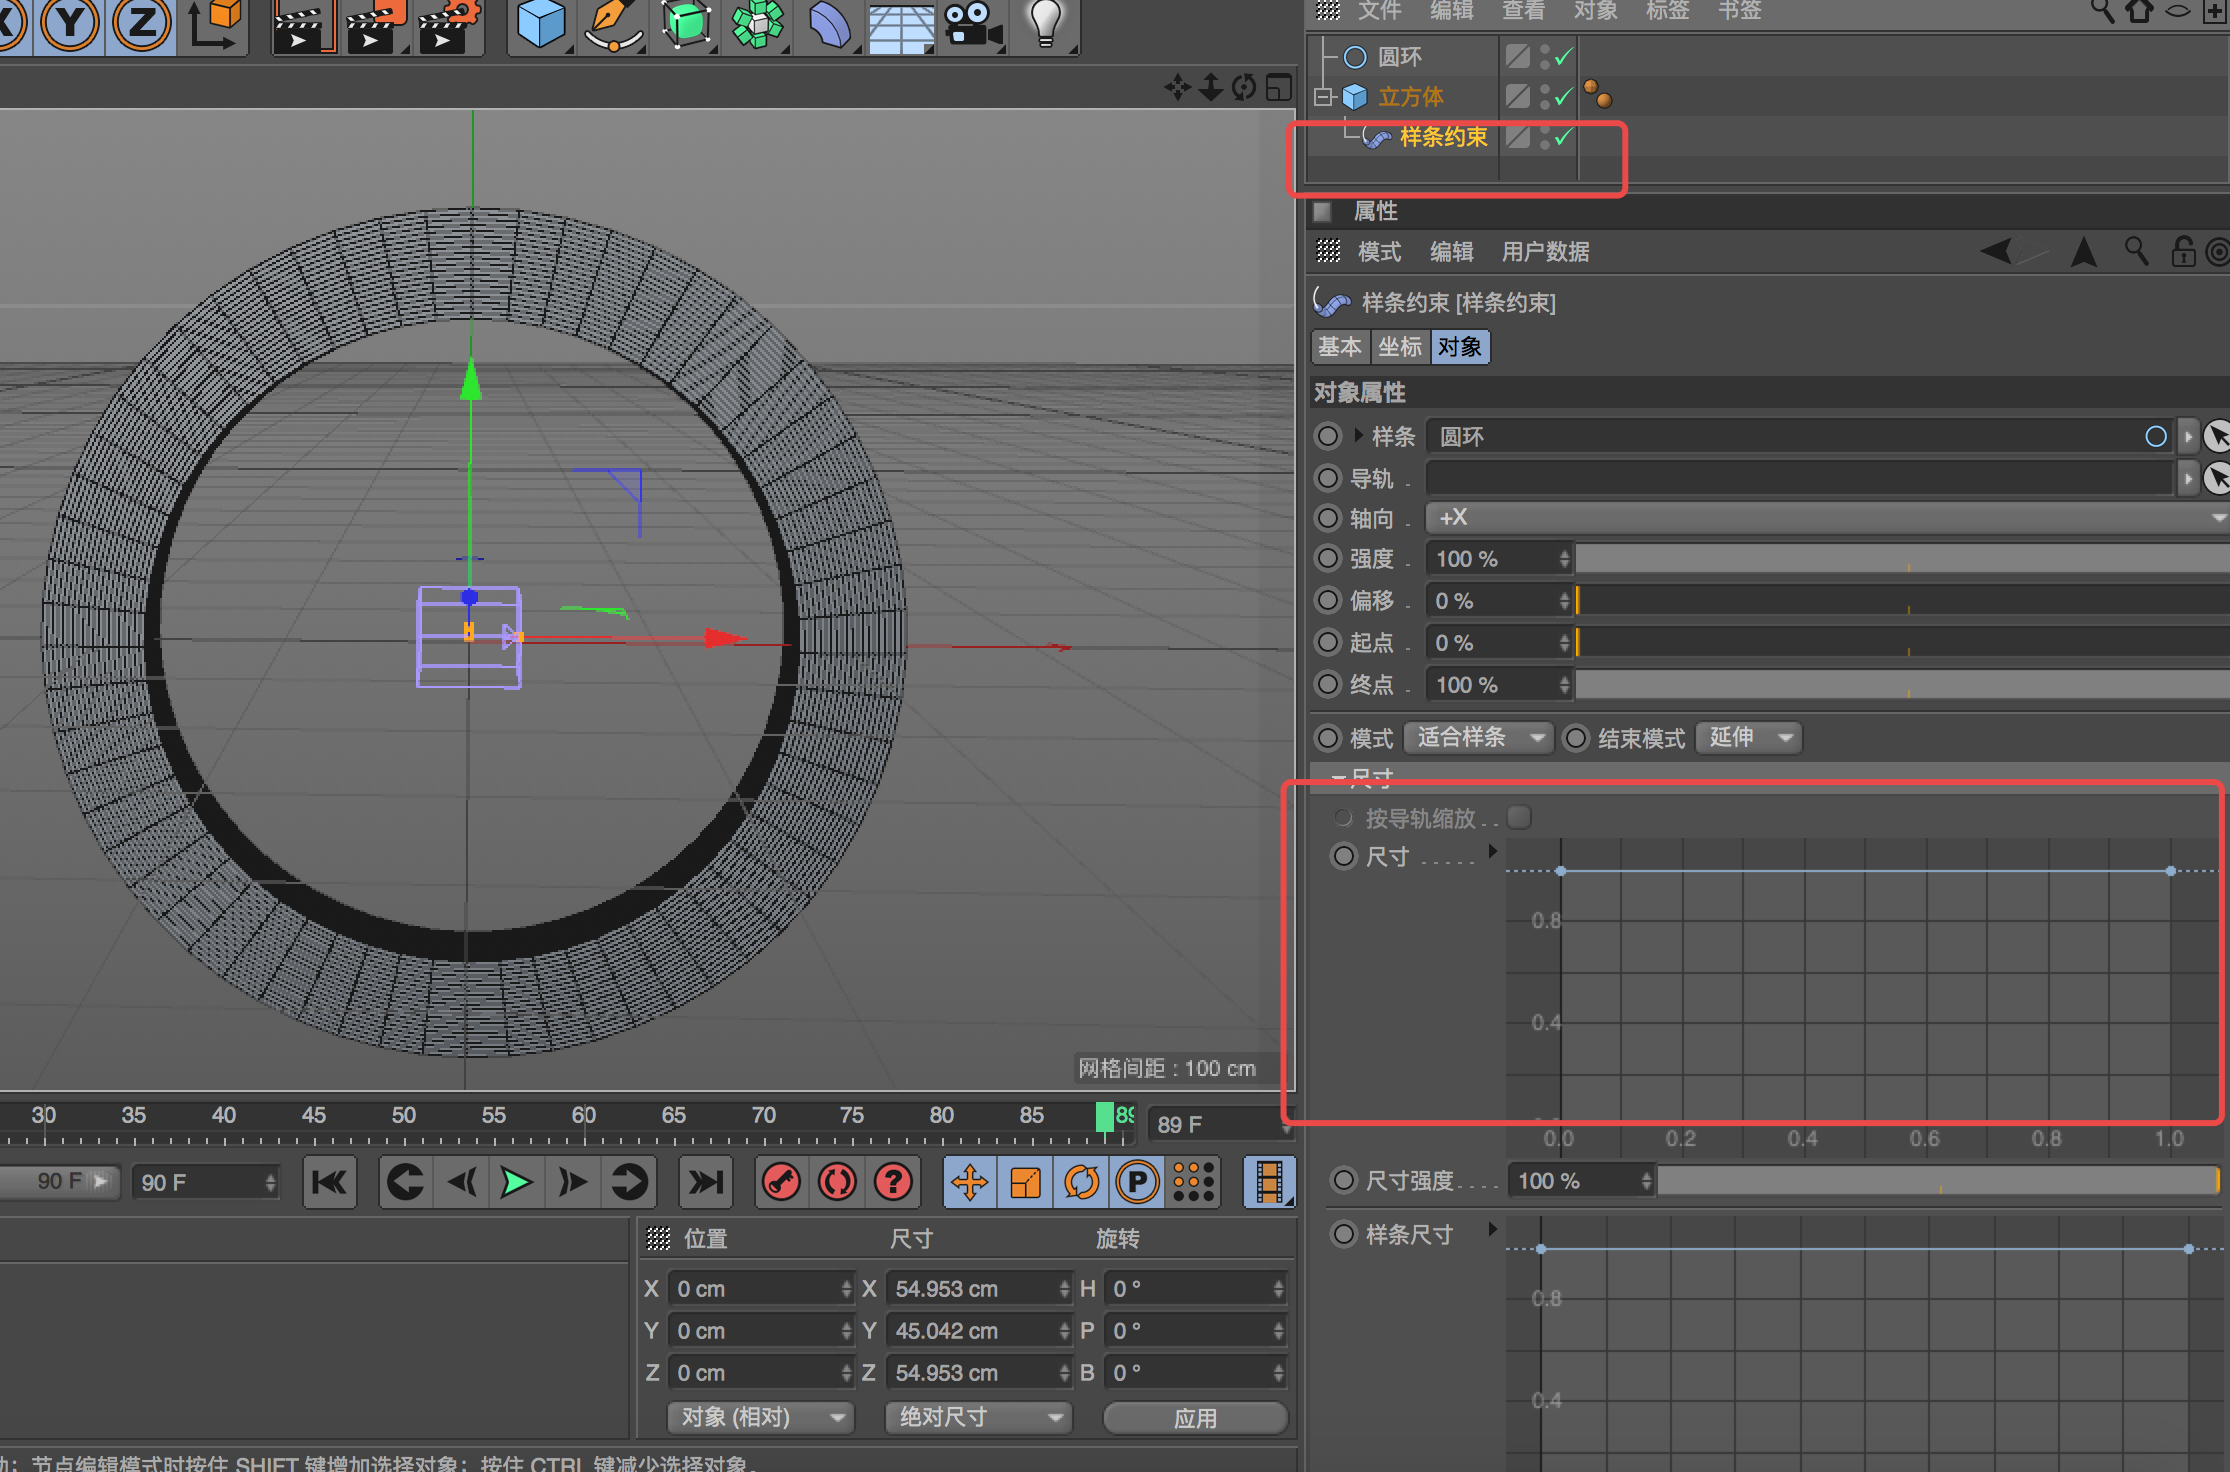 X Y Z
文件 编辑 查看 对象 标签 书签
圆环
立方体
样条约束
属性
模式 编辑 用户数据
样条约束 [样条约束]
基本 坐标 对象
对象属性
样条 圆环
导轨 .
轴向 . +X
强度 . 100 %
偏移 . 0 %
起点 . 0 %
终点 . 100 %
模式 适合样条 结束模式 延伸
尺寸
按导轨缩放 . .
尺寸 . . . . .
0.8
0.4
0.0 0.2 0.4 0.6 0.8 1.0
尺寸强度 . . . . 100 %
样条尺寸
0.8
0.4
网格间距 : 100 cm
30 35 40 45 50 55 60 65 70 75 80 85 89
89 F
90 F 90 F
? P
位置 尺寸 旋转
X 0 cm X 54.953 cm H 0 °
Y 0 cm Y 45.042 cm P 0 °
Z 0 cm Z 54.953 cm B 0 °
对象 (相对) 绝对尺寸 应用
节点编辑模式时按住 SHIFT 键增加选择对象；按住 CTRL 键减少选择对象。